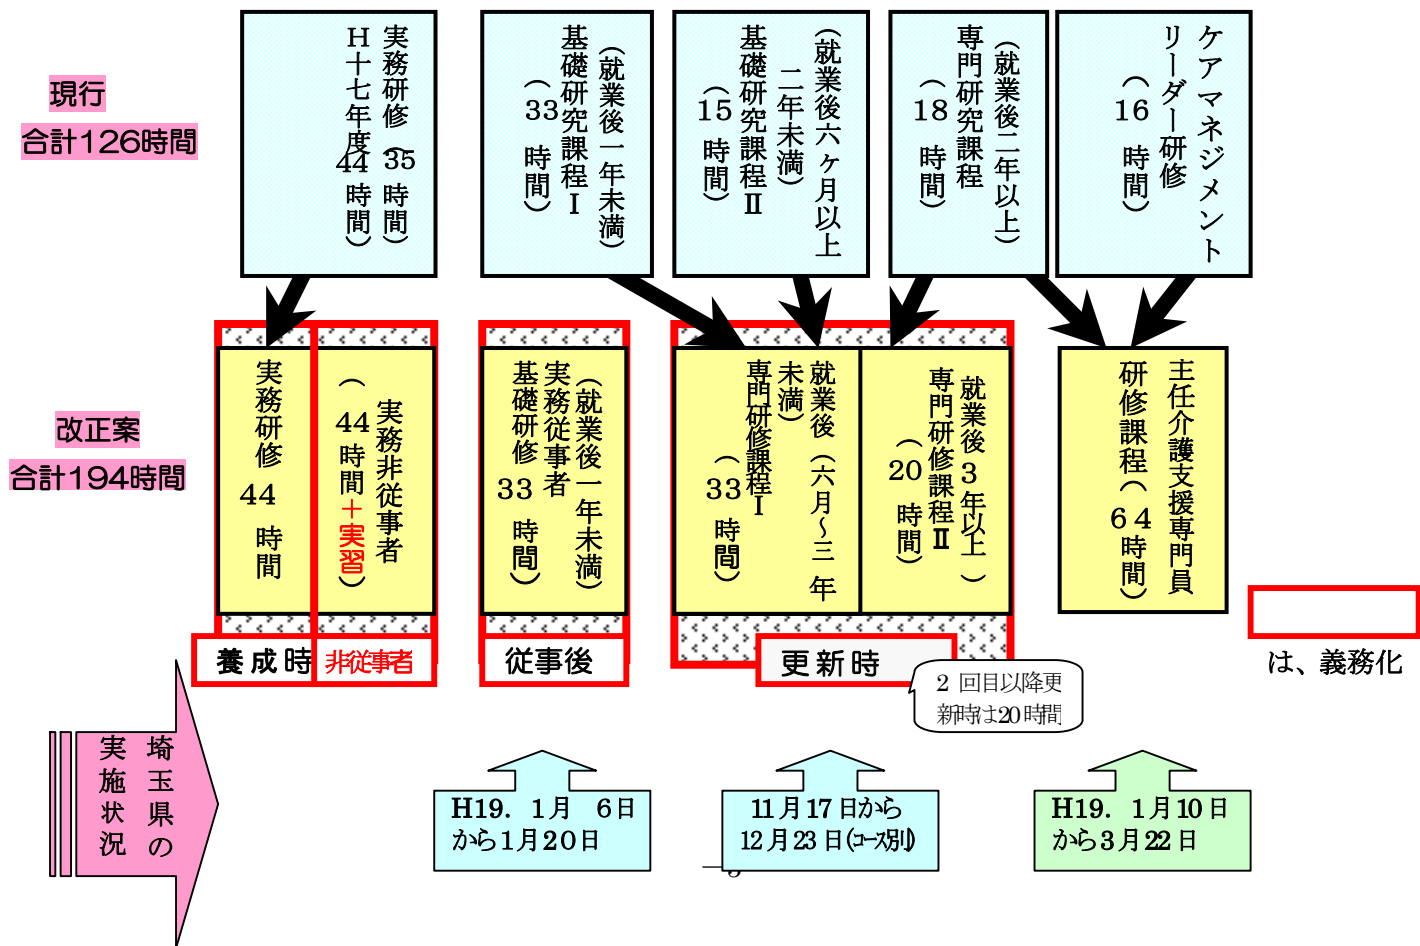 現行
合計126時間
実務研修（35時間）
H十七年度44時間）
（就業後一年未満）
基礎研究課程Ⅰ
（33時間）
（就業後六ヶ月以上
二年未満）
基礎研究課程Ⅱ
（15時間）
（就業後二年以上）
専門研究課程
（18時間）
ケアマネジメント
リーダー研修
（16時間）
改正案
合計194時間
実務研修 44 時間
実務非従事者
（44時間＋実習）
（就業後一年未満）
実務従事者
基礎研修 33 時間）
就業後（六月～三年
未満）
専門研修課程Ⅰ
（33時間）
就業後3年以上）
専門研修課程Ⅱ
（20時間）
主任介護支援専門員
研修課程（64時間）
養成時
非従事者
従事後
更新時
2 回目以降更
新時は20時間
は、義務化
埼玉県の
実施状況
H19. 1月 6日
から1月20日
11月17日から
12月23日(コース別)
H19. 1月10日
から3月22日